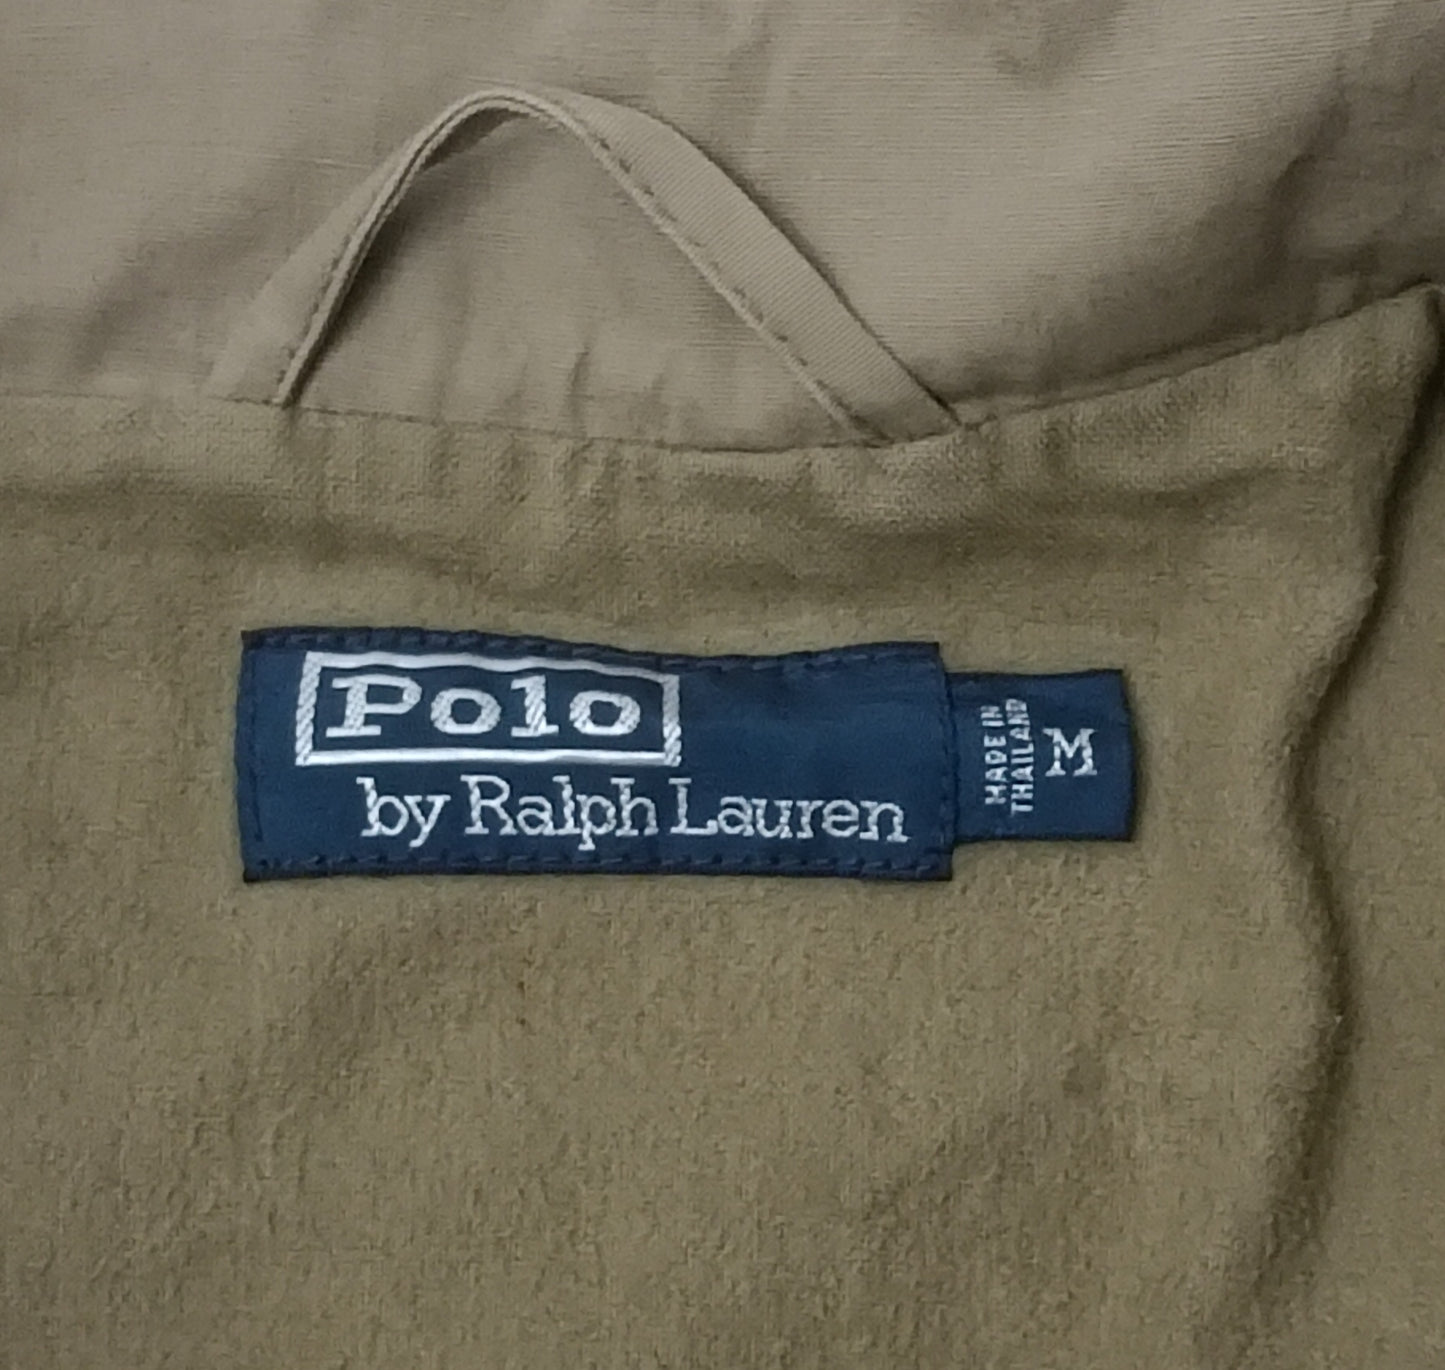 Polo
by Ralph Lauren
MADE IN
THAILAND
M